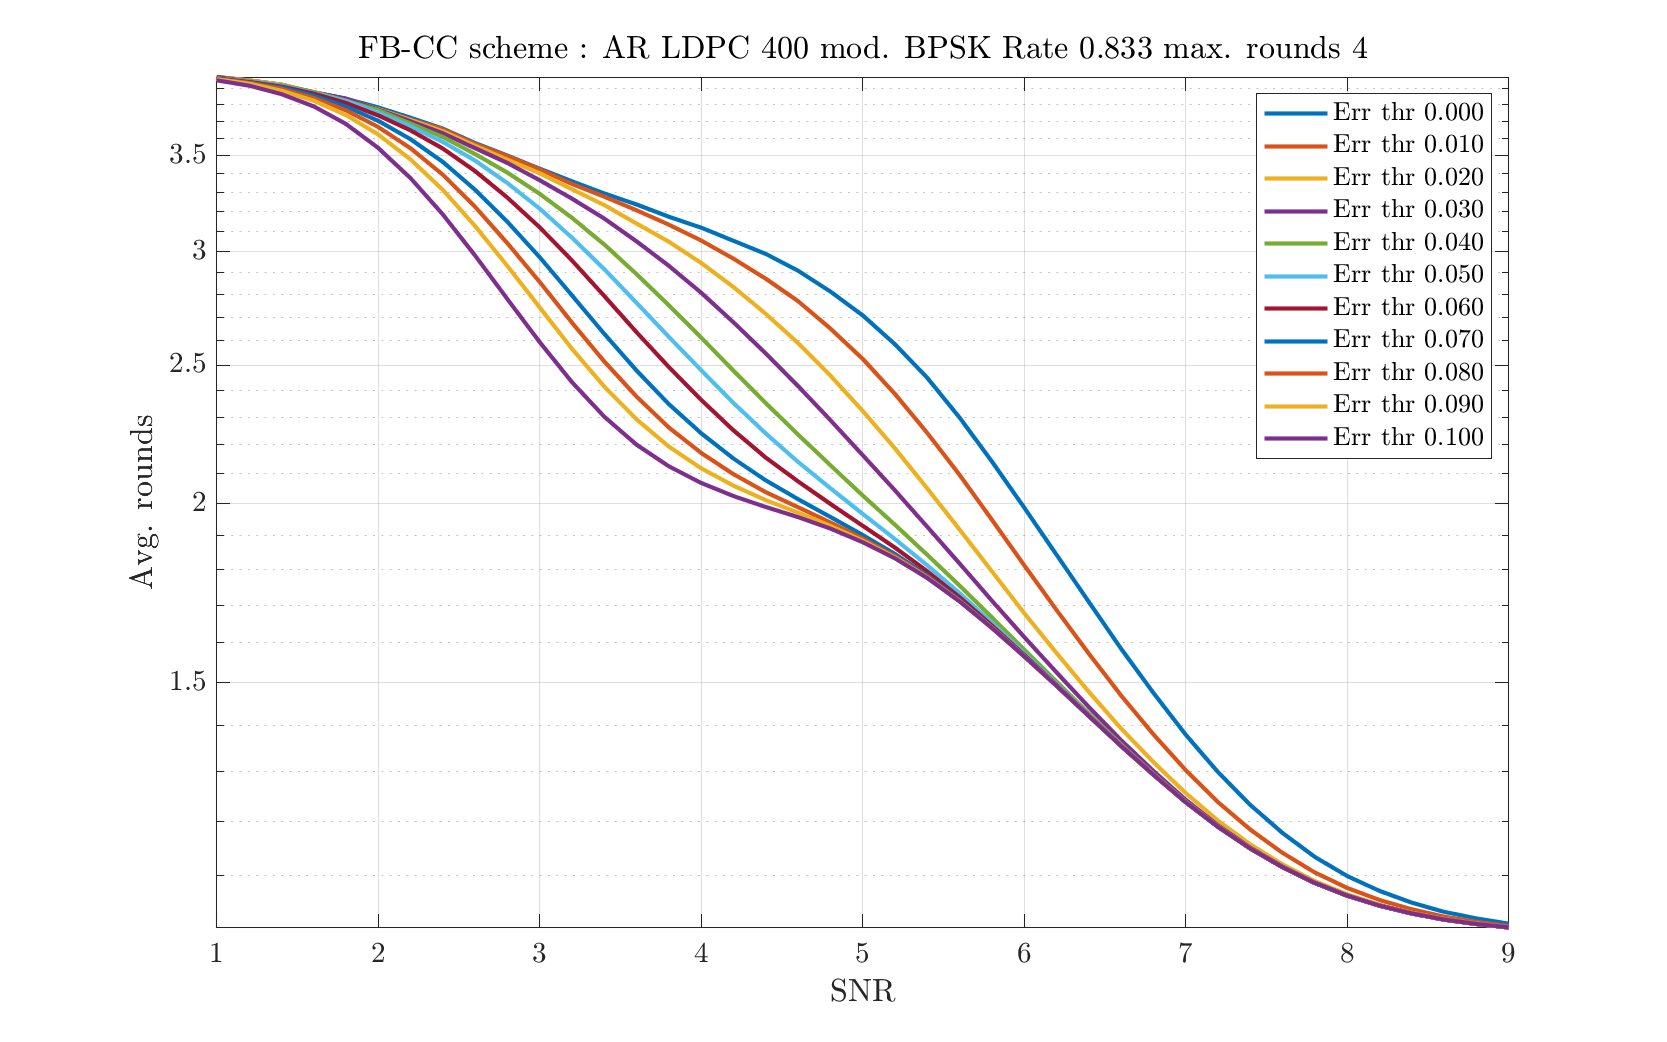 FB-CC scheme : AR LDPC 400 mod. BPSK Rate 0.833 max. rounds 4
Err thr 0.000
Err thr 0.010
Err thr 0.020
Err thr 0.030
Err thr 0.040
Err thr 0.050
Err thr 0.060
Err thr 0.070
Err thr 0.080
Err thr 0.090
Err thr 0.100
3.5
3
2.5
2
1.5
Avg. rounds
1 2 3 4 5 6 7 8 9
SNR